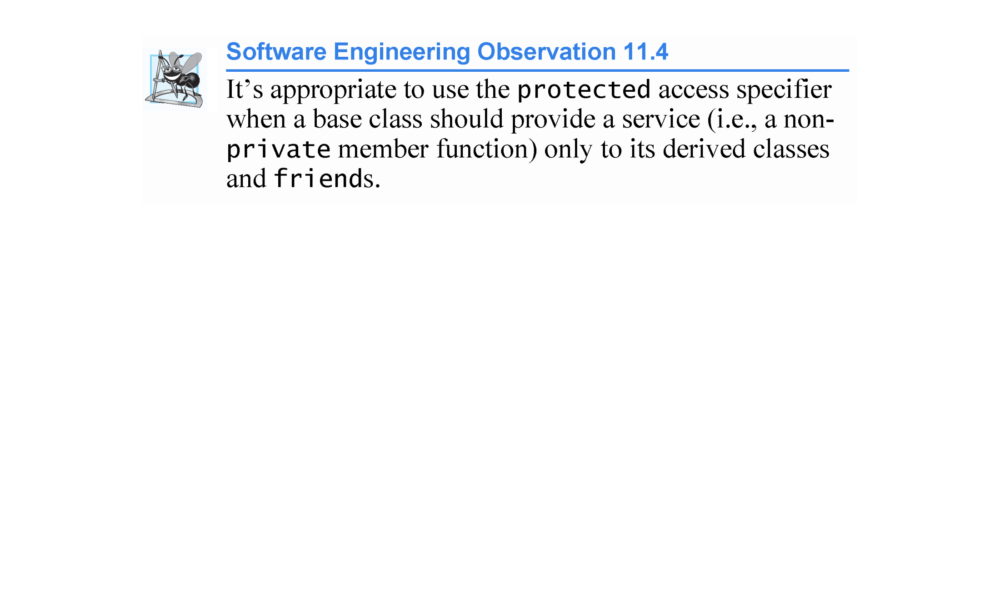 Software Engineering Observation 11.4
It’s appropriate to use the protected access specifier
when a base class should provide a service (i.e., a non-
private member function) only to its derived classes
and friends.